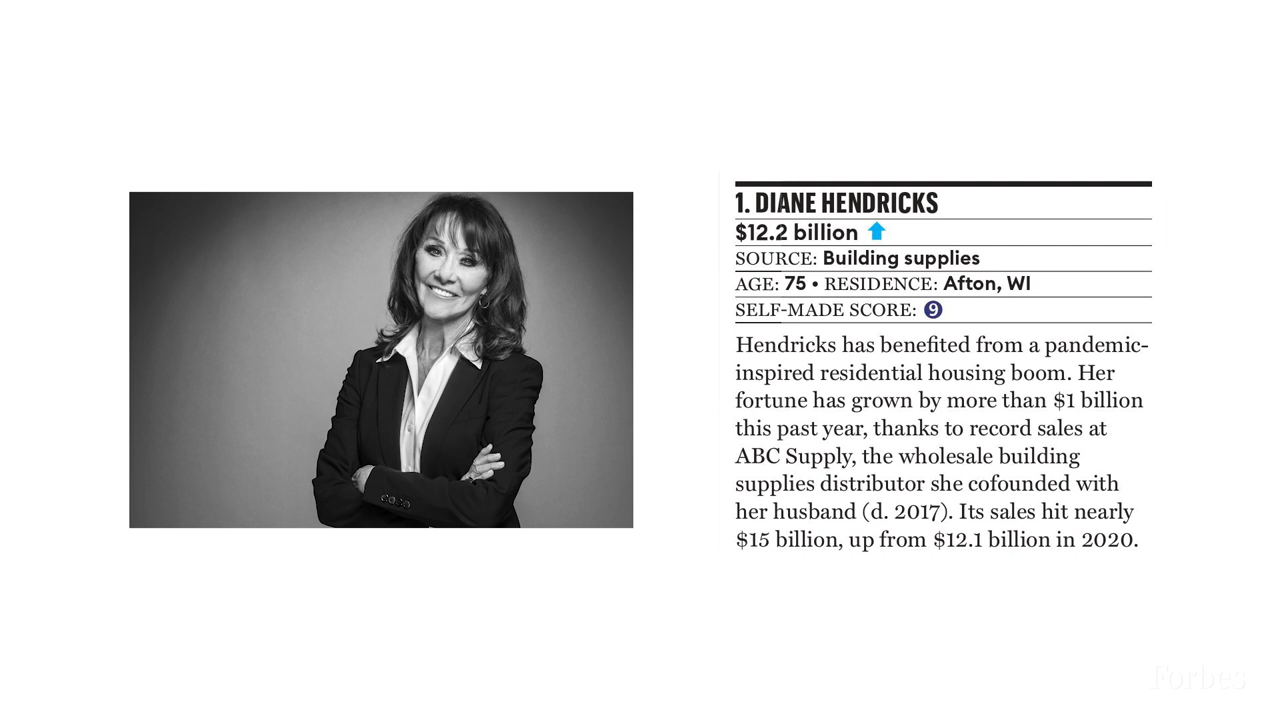 1. DIANE HENDRICKS
$12.2 billion
SOURCE: Building supplies
AGE: 75 • RESIDENCE: Afton, WI
SELF-MADE SCORE: 9
Hendricks has benefited from a pandemic-
inspired residential housing boom. Her
fortune has grown by more than $1 billion
this past year, thanks to record sales at
ABC Supply, the wholesale building
supplies distributor she cofounded with
her husband (d. 2017). Its sales hit nearly
$15 billion, up from $12.1 billion in 2020.
Forbes